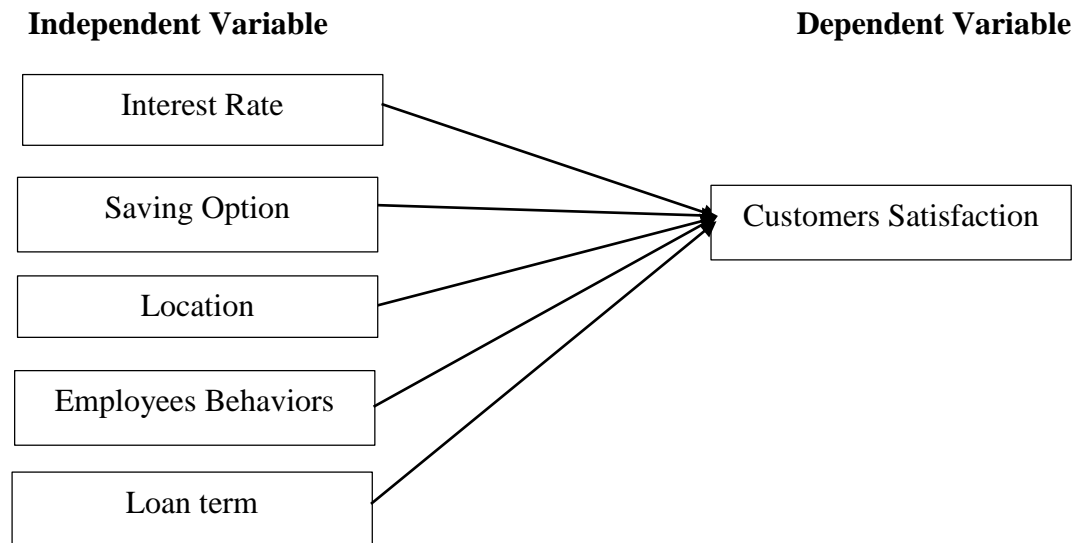 Independent Variable
Dependent Variable
Interest Rate
Saving Option
Customers Satisfaction
Location
Employees Behaviors
Loan term